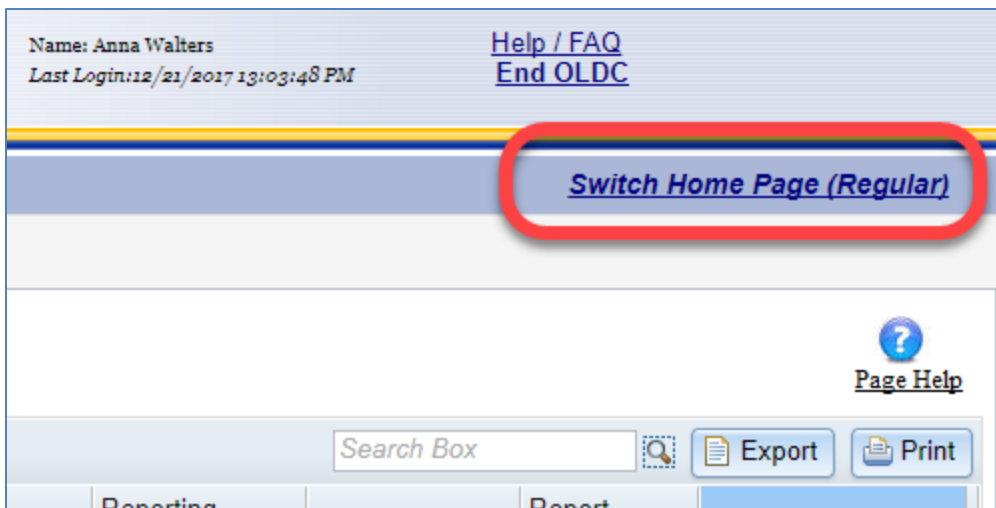 Name: Anna Walters
Help / FAQ
Last Login:12/21/2017 13:03:48 PM
End OLDC
Switch Home Page (Regular)
Page Help
Search Box
Export
Print
Reporting
Report